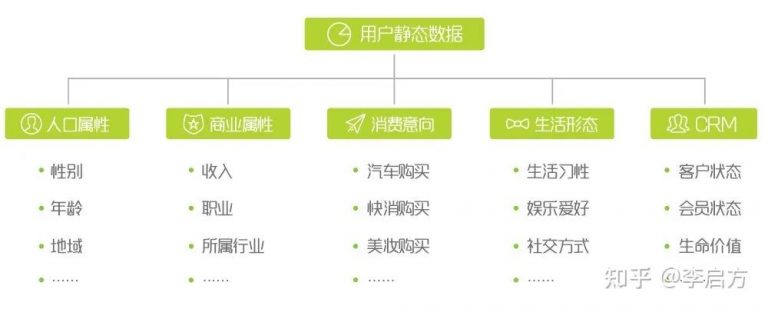 用户静态数据
人口属性
商业属性
消费意向
生活形态
CRM
• 性别
• 收入
• 汽车购买
• 生活习性
• 客户状态
• 年龄
• 职业
• 快消购买
• 娱乐爱好
• 会员状态
• 地域
• 所属行业
• 美妆购买
• 社交方式
• 生命价值
• ……
• ……
• ……
• ……
• ……
知乎 @李启方